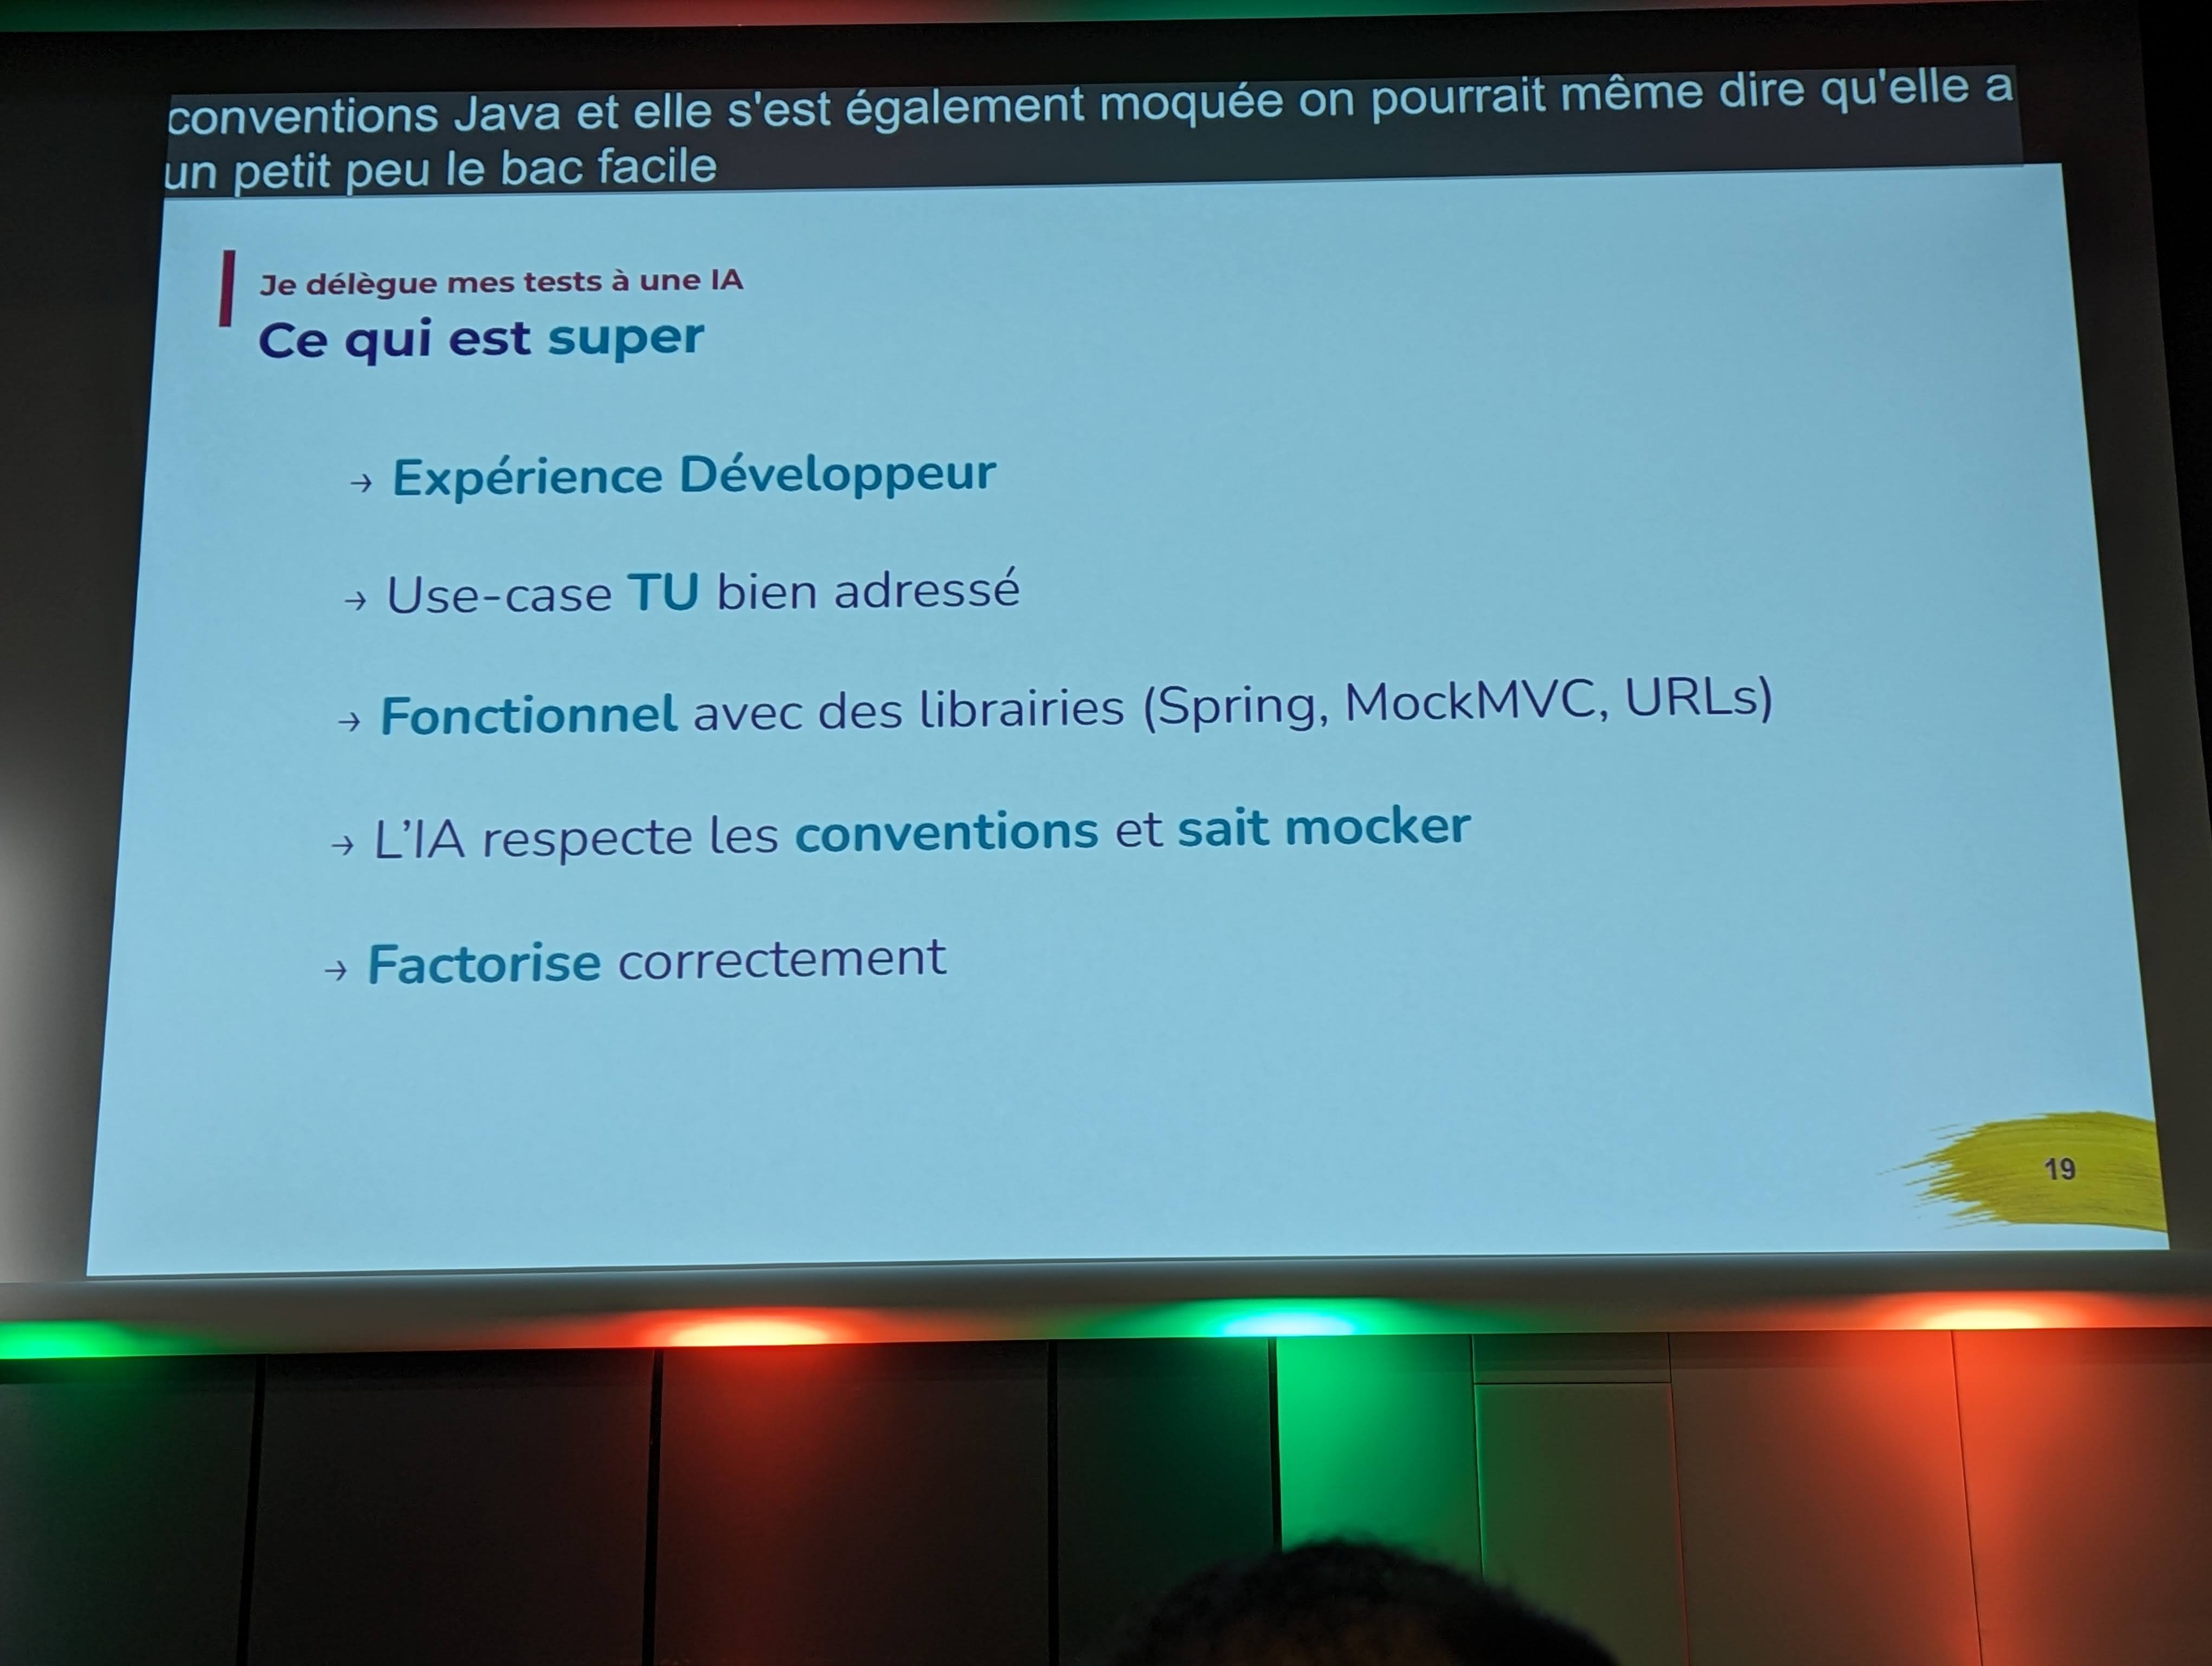 conventions Java et elle s'est également moquée on pourrait même dire qu'elle a
un petit peu le bac facile
Je délègue mes tests à une IA
Ce qui est super
→ Expérience Développeur
→ Use-case TU bien adressé
→ Fonctionnel avec des librairies (Spring, MockMVC, URLs)
→ L’IA respecte les conventions et sait mocker
→ Factorise correctement
19